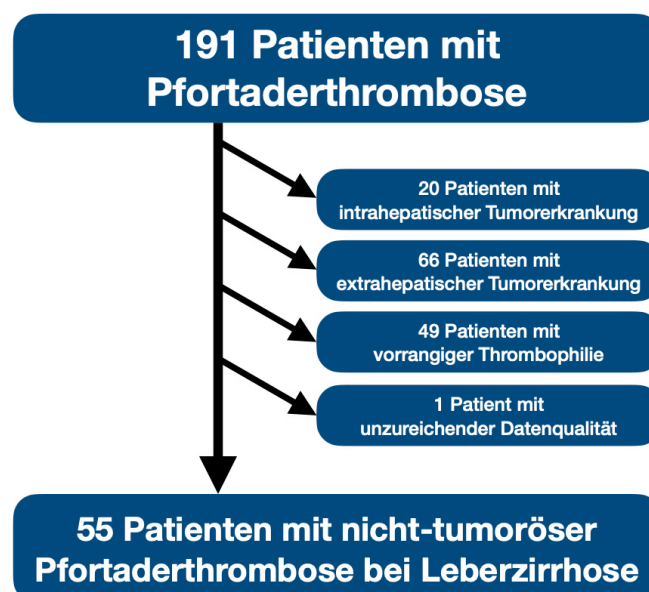 191 Patienten mit
Pfortaderthrombose
20 Patienten mit
intrahepatischer Tumorerkrankung
66 Patienten mit
extrahepatischer Tumorerkrankung
49 Patienten mit
vorrangiger Thrombophilie
1 Patient mit
unzureichender Datenqualität
55 Patienten mit nicht-tumoröser
Pfortaderthrombose bei Leberzirrhose